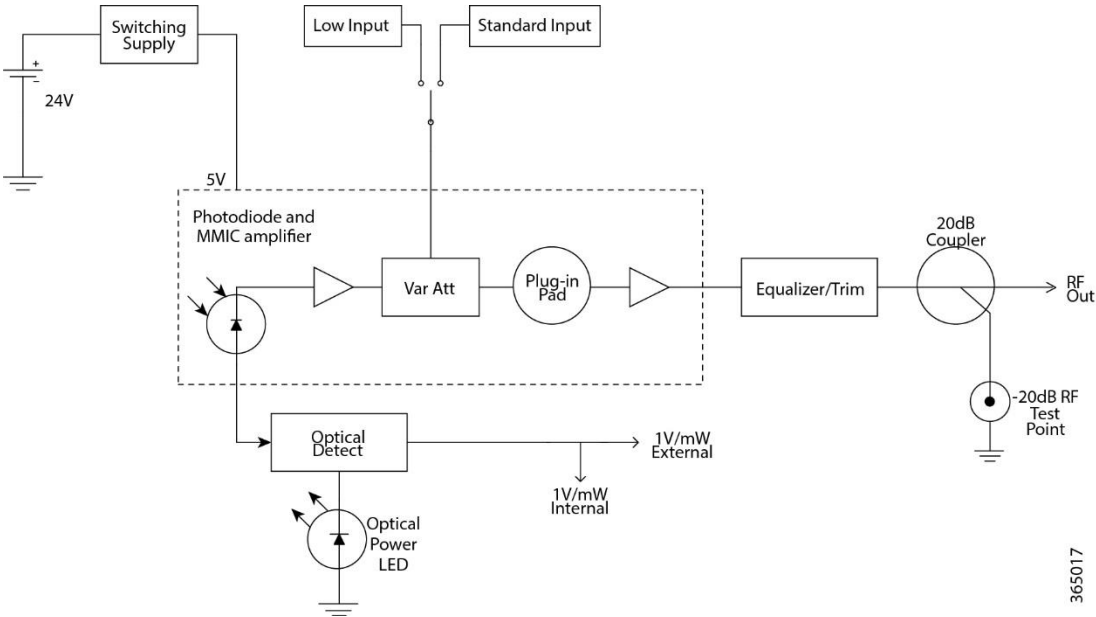 Switching
Supply
Low Input
Standard Input
+
−
24V
5V
Photodiode and
MMIC amplifier
Var Att
Plug-in
Pad
Equalizer/Trim
20dB
Coupler
RF
Out
-20dB RF
Test
Point
Optical
Detect
1V/mW
External
1V/mW
Internal
Optical
Power
LED
365017